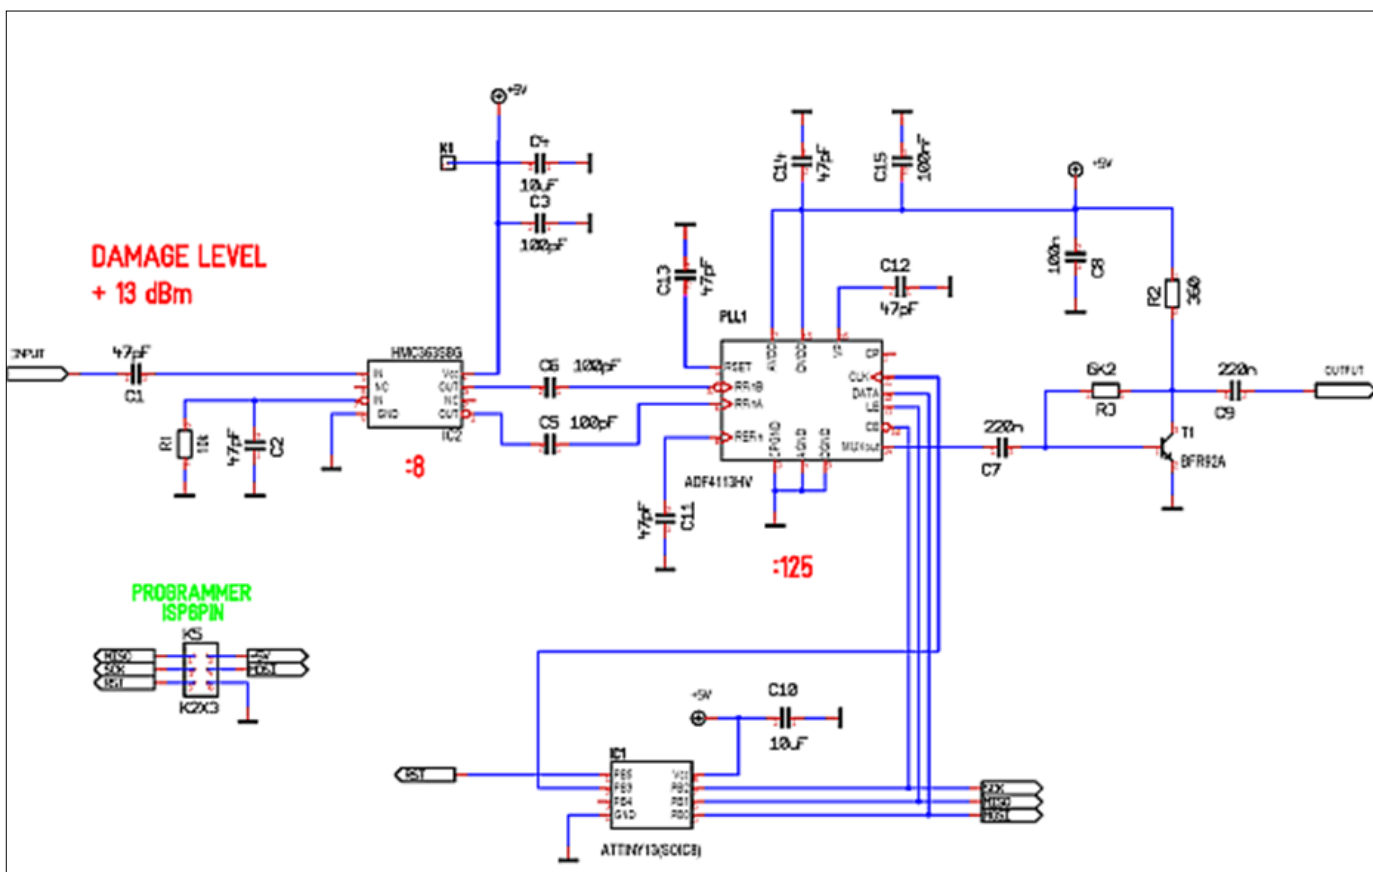 +5V
K1
C4
10uF
C3
100pF
C14
47pF
C15
100nF
+5V
DAMAGE LEVEL
+ 13 dBm
C13
47pF
C12
47pF
100n
C8
R2
360
PLL1
INPUT
47pF
C1
HMC363S8G
IN
NC
IN
GND
Vcc
OUT
NC
OUT
IC2
:8
R1
10k
47pF
C2
C6
100pF
C5
100pF
RSET
RFinB
RFinA
REFin
AVDD
DVDD
VP
CP
CLK
DATA
LE
CE
MUXout
CPGND
AGND
DGND
ADF4113HV
:125
47pF
C11
6K2
R3
220n
C9
OUTPUT
220n
C7
T1
BFR92A
PROGRAMMER
ISP6PIN
K5
MISO
SCK
RST
+5V
MOSI
K2X3
+5V
C10
10uF
IC1
RST
PB5
PB3
PB4
GND
Vcc
PB2
PB1
PB0
SCK
MISO
MOSI
ATTINY13(SOIC8)